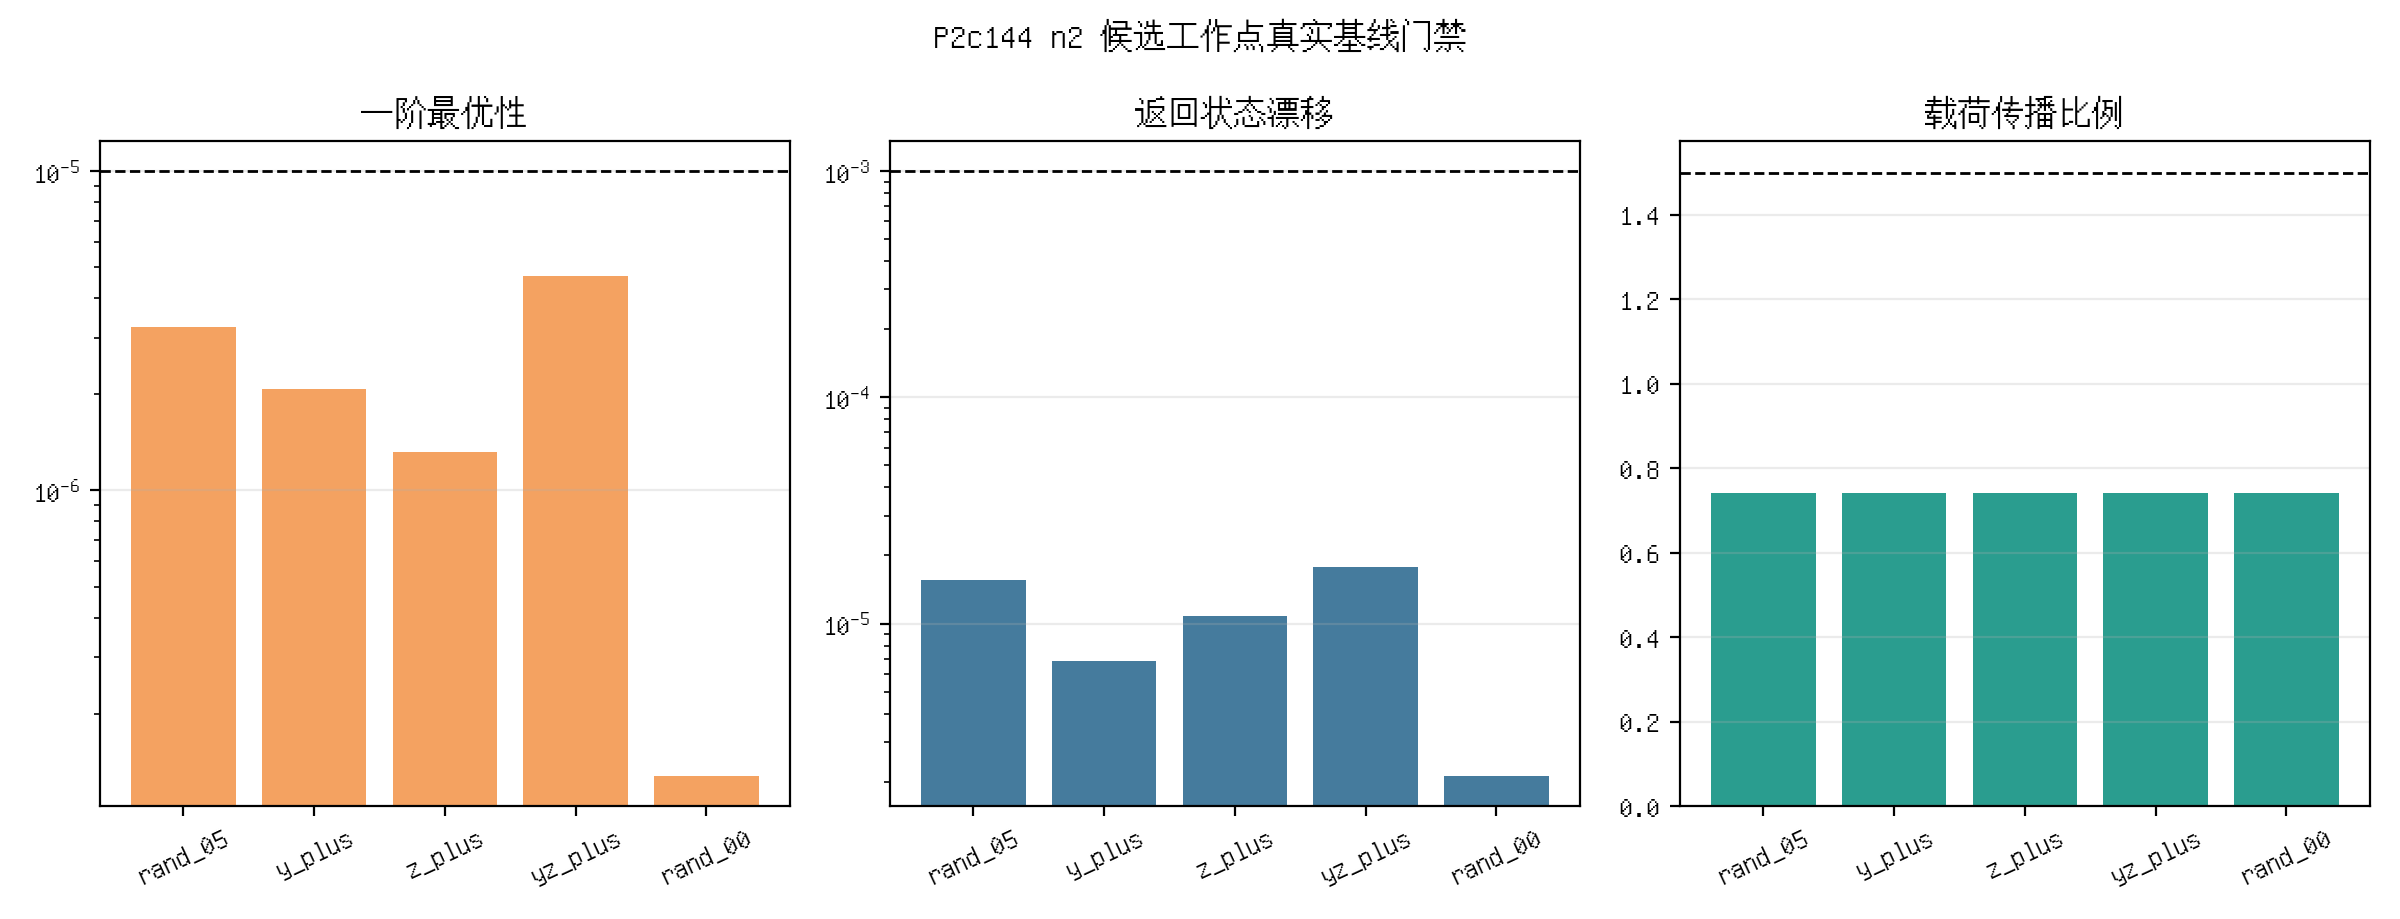 P2c144 n2 候选工作点真实基线门禁
一阶最优性
10⁻⁵
10⁻⁶
rand_05
y_plus
z_plus
yz_plus
rand_00
返回状态漂移
10⁻³
10⁻⁴
10⁻⁵
rand_05
y_plus
z_plus
yz_plus
rand_00
载荷传播比例
1.4
1.2
1.0
0.8
0.6
0.4
0.2
0.0
rand_05
y_plus
z_plus
yz_plus
rand_00